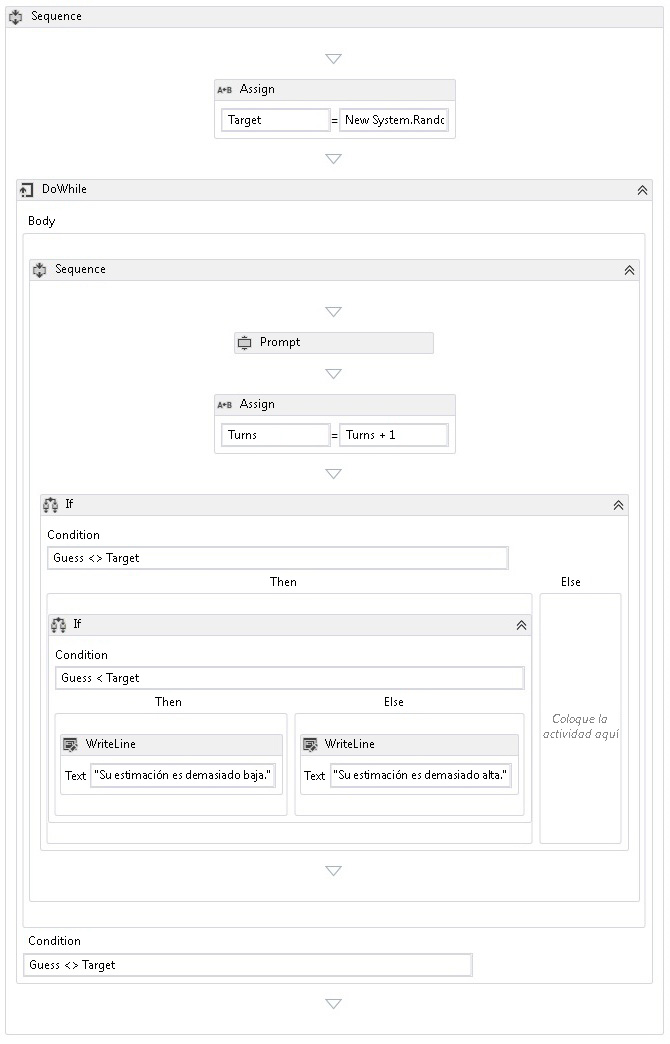 Sequence
A+B Assign
Target = New System.Rando
DoWhile
Body
Sequence
Prompt
A+B Assign
Turns = Turns + 1
If
Condition
Guess <> Target
Then Else
If
Condition
Guess < Target
Then Else
WriteLine WriteLine
Text "Su estimación es demasiado baja." Text "Su estimación es demasiado alta."
Coloque la
actividad aquí
Condition
Guess <> Target